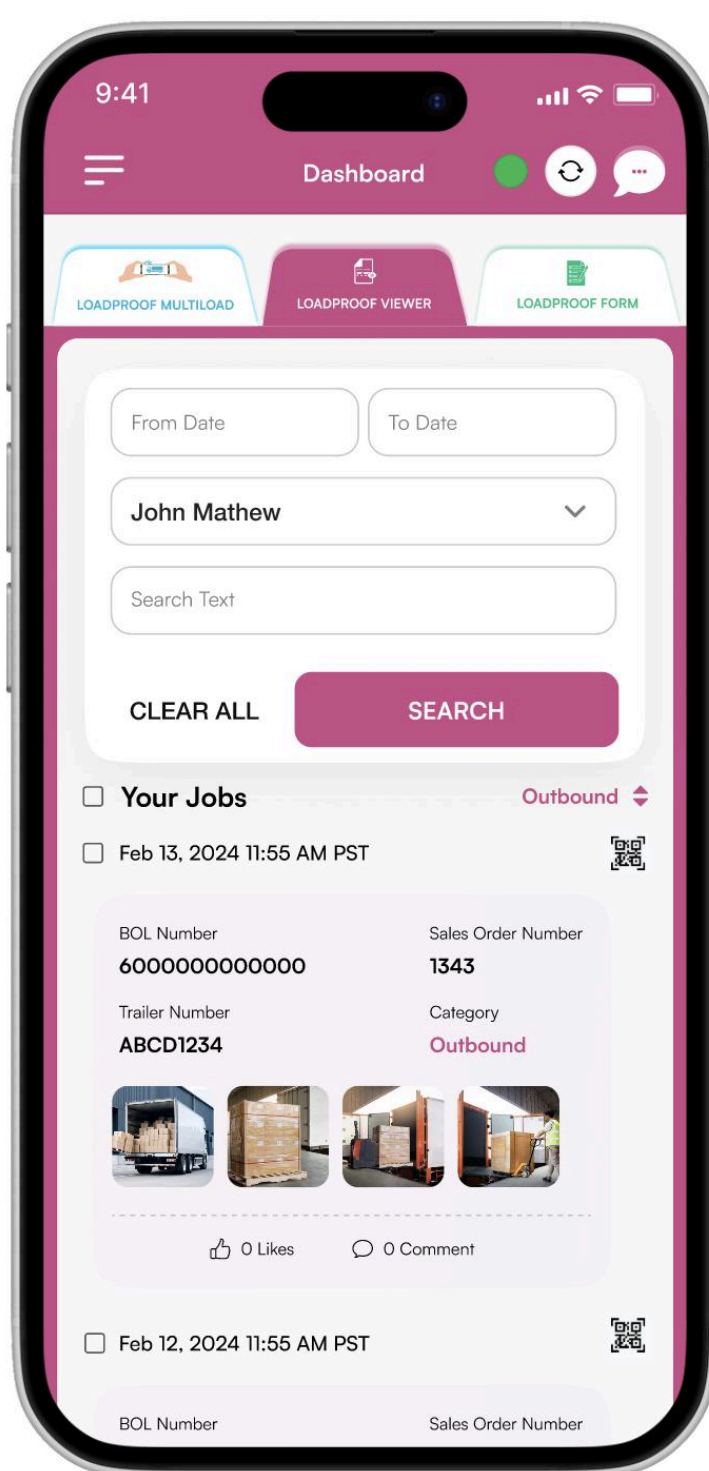 9:41
Dashboard
LOADPROOF MULTILOAD
LOADPROOF VIEWER
LOADPROOF FORM
From Date
To Date
John Mathew
Search Text
CLEAR ALL
SEARCH
Your Jobs
Outbound
Feb 13, 2024 11:55 AM PST
BOL Number
Sales Order Number
6000000000000
1343
Trailer Number
Category
ABCD1234
Outbound
0 Likes
0 Comment
Feb 12, 2024 11:55 AM PST
BOL Number
Sales Order Number